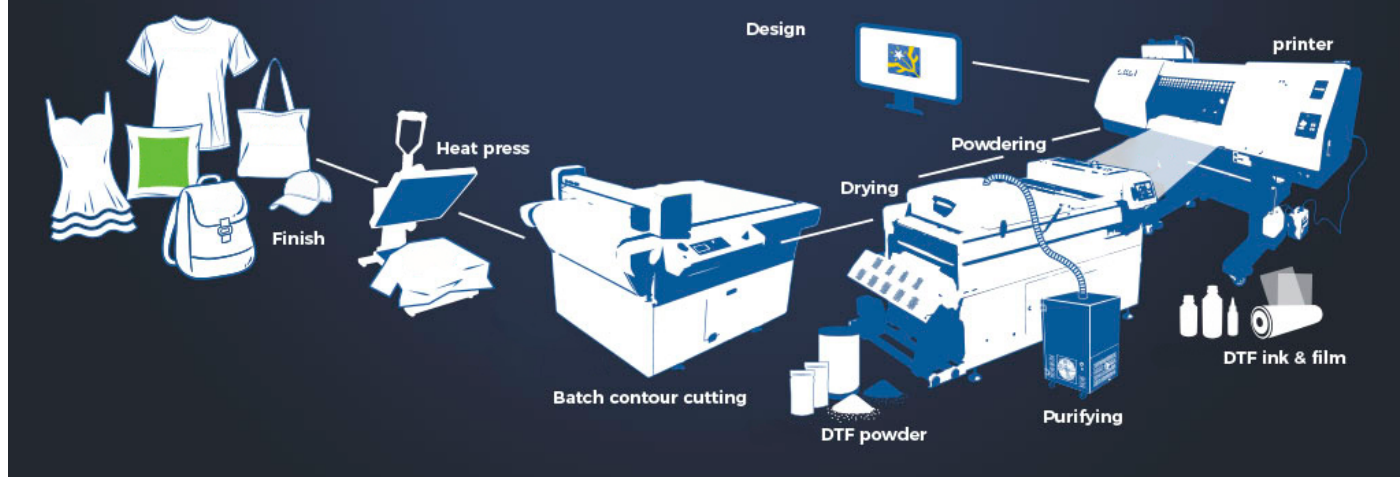 Design
printer
Powdering
Heat press
Drying
Finish
DTF ink & film
Batch contour cutting
Purifying
DTF powder